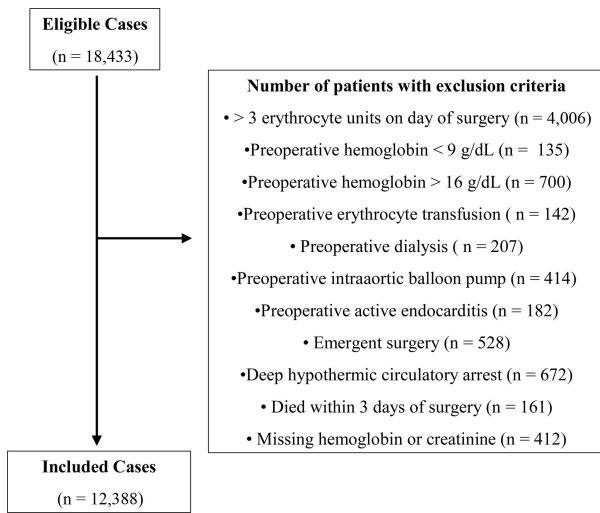 Eligible Cases
(n = 18,433)
Number of patients with exclusion criteria
• > 3 erythrocyte units on day of surgery (n = 4,006)
•Preoperative hemoglobin < 9 g/dL (n = 135)
•Preoperative hemoglobin > 16 g/dL (n = 700)
•Preoperative erythrocyte transfusion ( n = 142)
• Preoperative dialysis ( n = 207)
•Preoperative intraaortic balloon pump (n = 414)
•Preoperative active endocarditis (n = 182)
• Emergent surgery (n = 528)
•Deep hypothermic circulatory arrest (n = 672)
• Died within 3 days of surgery (n = 161)
• Missing hemoglobin or creatinine (n = 412)
Included Cases
(n = 12,388)